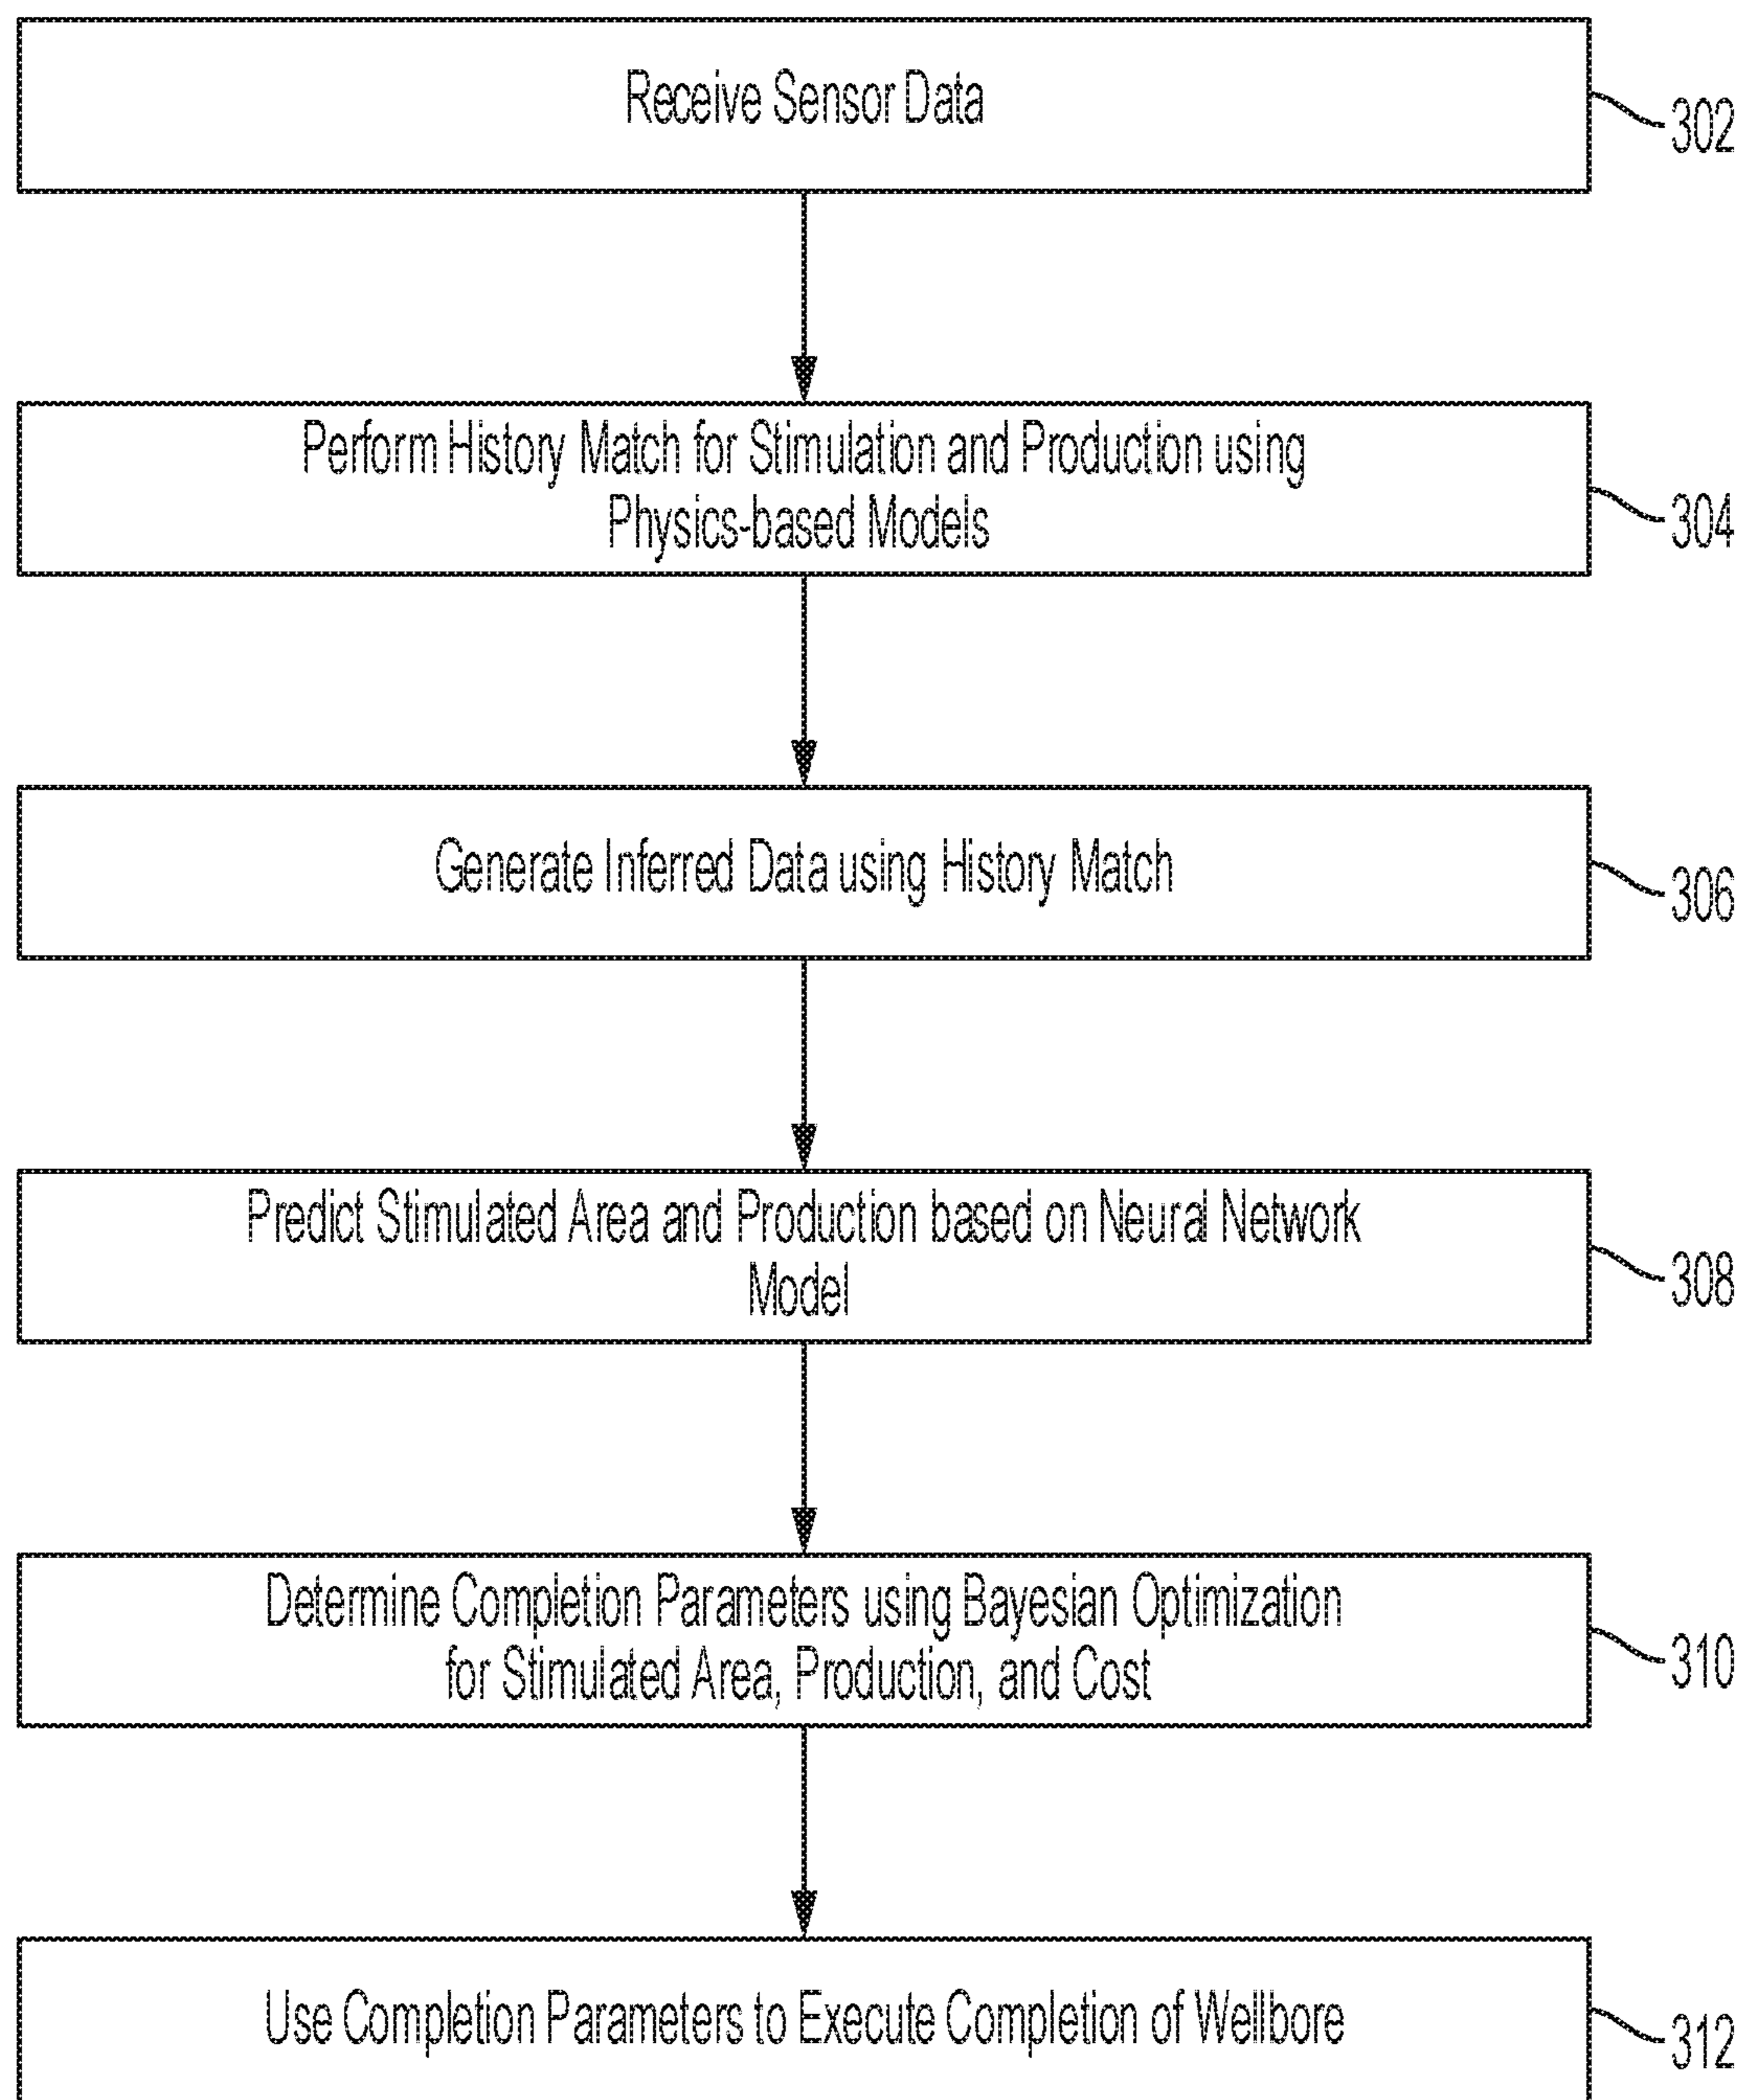 Receive Sensor Data
302
Perform History Match for Stimulation and Production using
Physics-based Models
304
Generate Inferred Data using History Match
306
Predict Stimulated Area and Production based on Neural Network
Model
308
Determine Completion Parameters using Bayesian Optimization
for Stimulated Area, Production, and Cost
310
Use Completion Parameters to Execute Completion of Wellbore
312